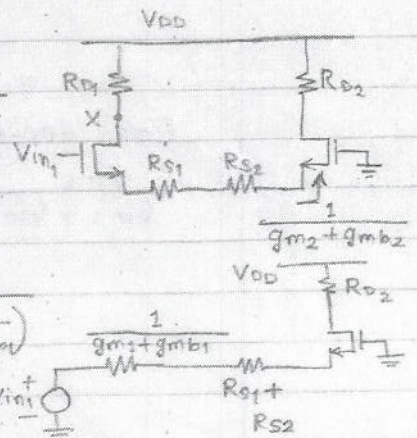 VDD
RD1
RD2
X
Vin1
RS1
RS2
1
gm2 + gmb2
VDD
RD2
1
gm1 + gmb1
Vin1
+
-
RS1 +
RS2